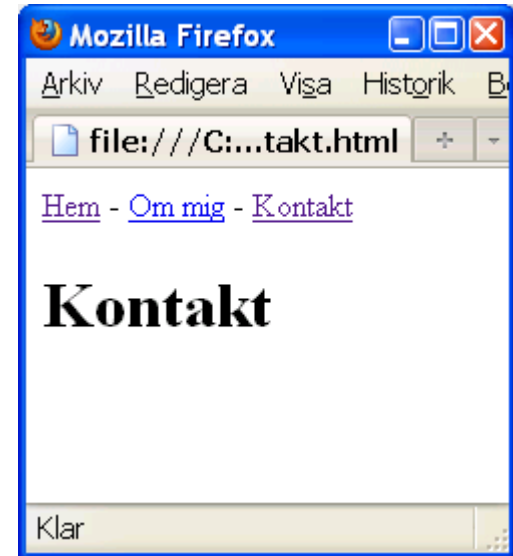 Mozilla Firefox
Arkiv Redigera Visa Historik B
file:///C:...takt.html
Hem - Om mig - Kontakt
Kontakt
Klar